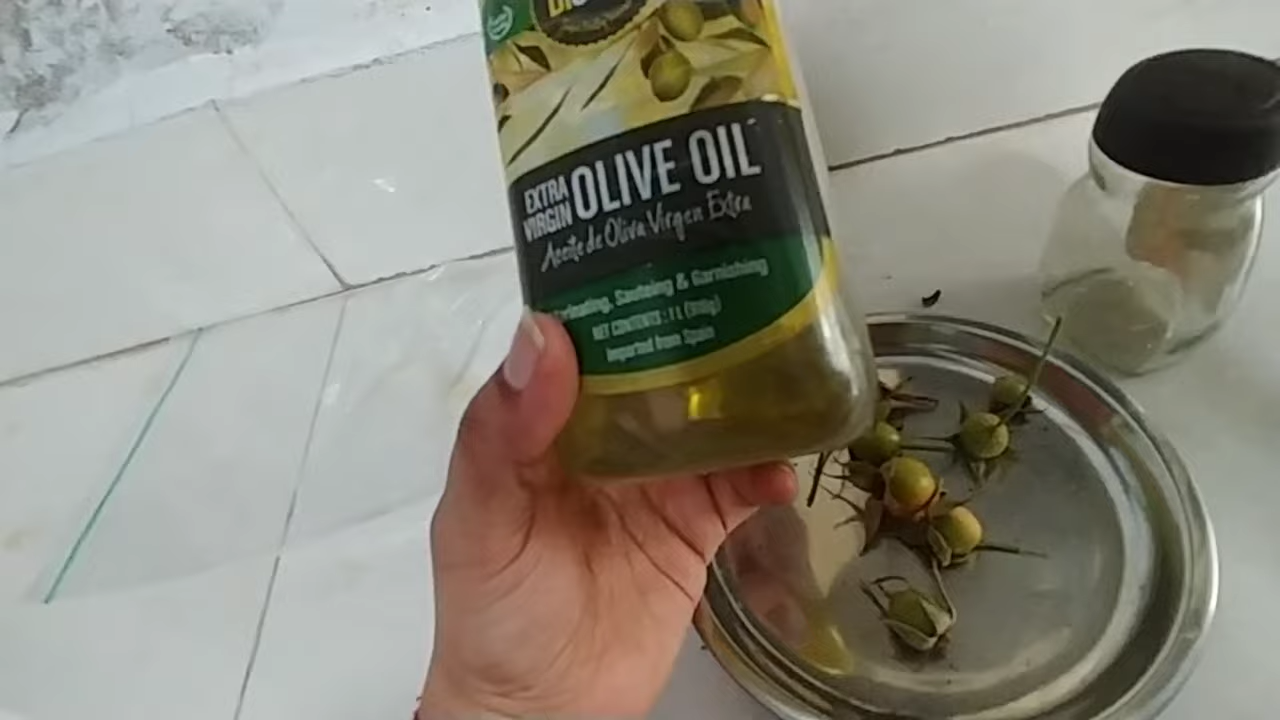 EXTRA
VIRGIN OLIVE OIL
Aceite de Oliva Virgen Extra
Sauteing & Garnishing
NET CONTENTS: 1 L
Imported from Spain